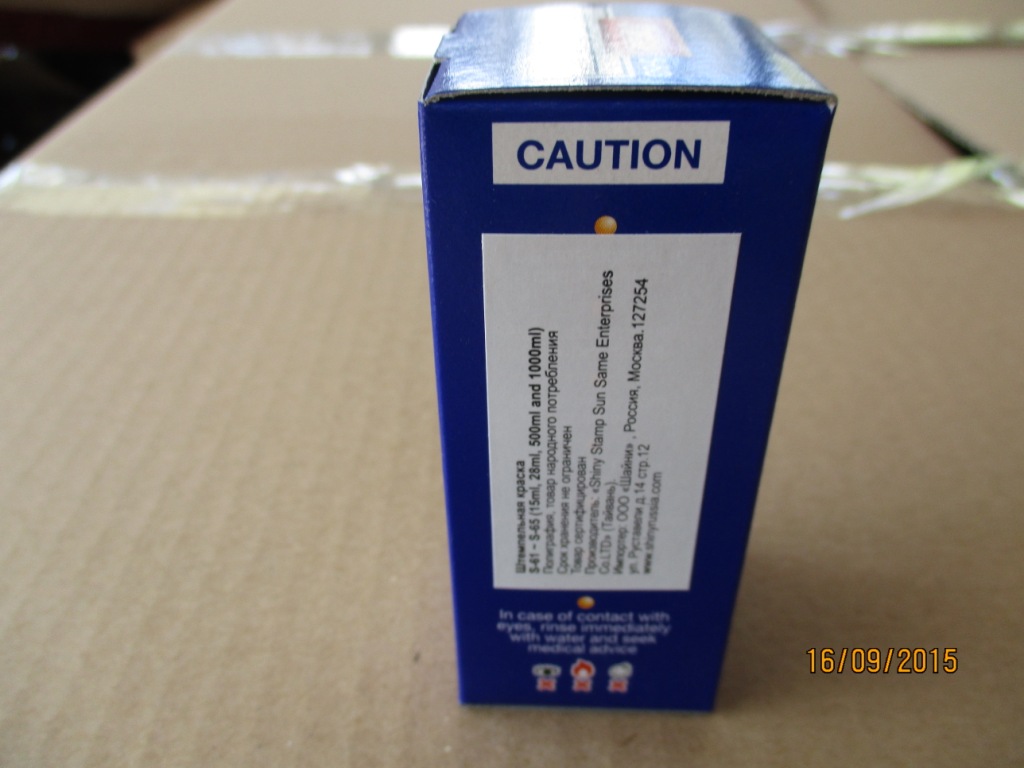 CAUTION
Штемпельная краска
S-61 - S-65 (15ml, 28ml, 500ml and 1000ml)
Полиграфия, товар народного потребления
Срок хранения не ограничен
Товар сертифицирован
Производитель: «Shiny Stamp Sun Same Enterprises
Co.LTD» (Тайвань).
Импортер: ООО «Шайни» , Россия, Москва.127254
ул. Руставели д.14 стр.12
www.shinyrussia.com
In case of contact with
eyes, rinse immediately
with water and seek
medical advice
16/09/2015